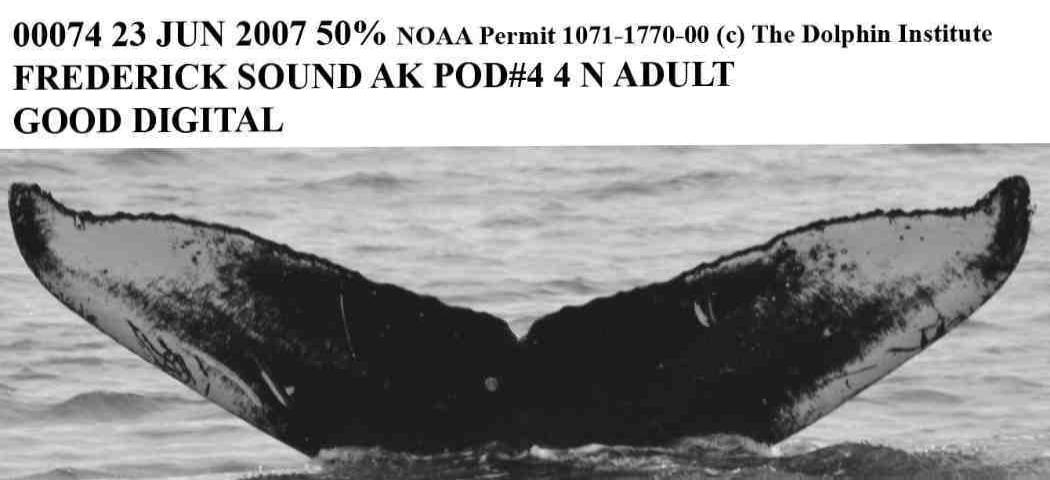 00074 23 JUN 2007 50% NOAA Permit 1071-1770-00 (c) The Dolphin Institute
FREDERICK SOUND AK POD#4 4 N ADULT
GOOD DIGITAL